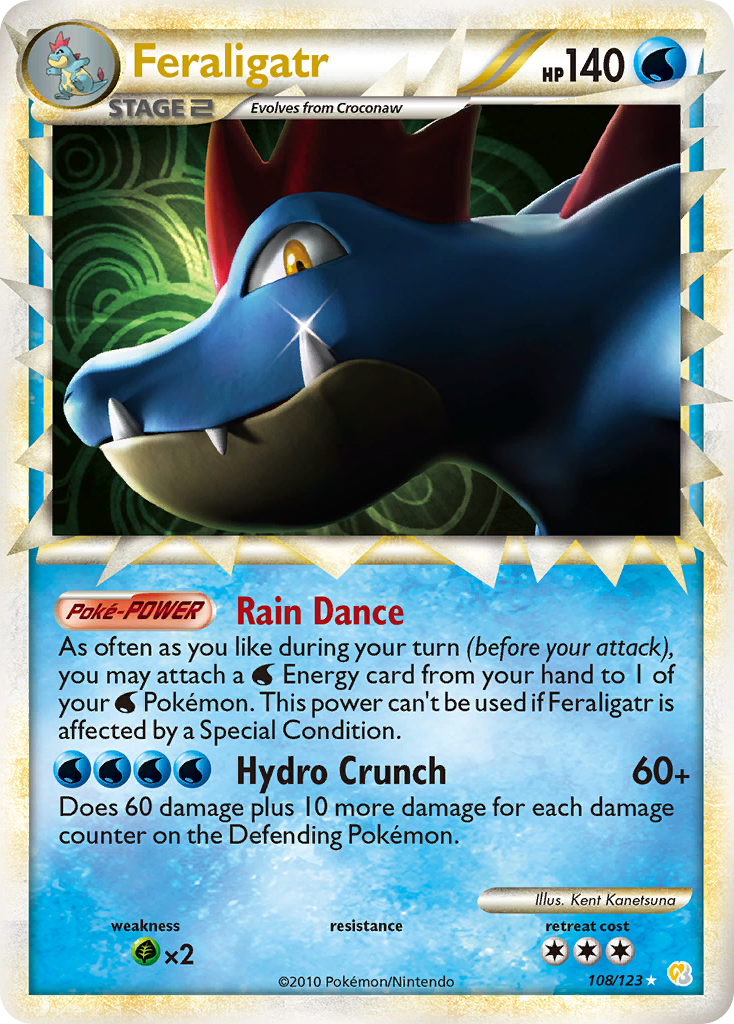 Feraligatr
HP 140
STAGE 2
Evolves from Croconaw
Poké-POWER Rain Dance
As often as you like during your turn (before your attack),
you may attach a Energy card from your hand to 1 of
your Pokémon. This power can't be used if Feraligatr is
affected by a Special Condition.
Hydro Crunch 60+
Does 60 damage plus 10 more damage for each damage
counter on the Defending Pokémon.
Illus. Kent Kanetsuna
weakness resistance retreat cost
×2
©2010 Pokémon/Nintendo
108/123